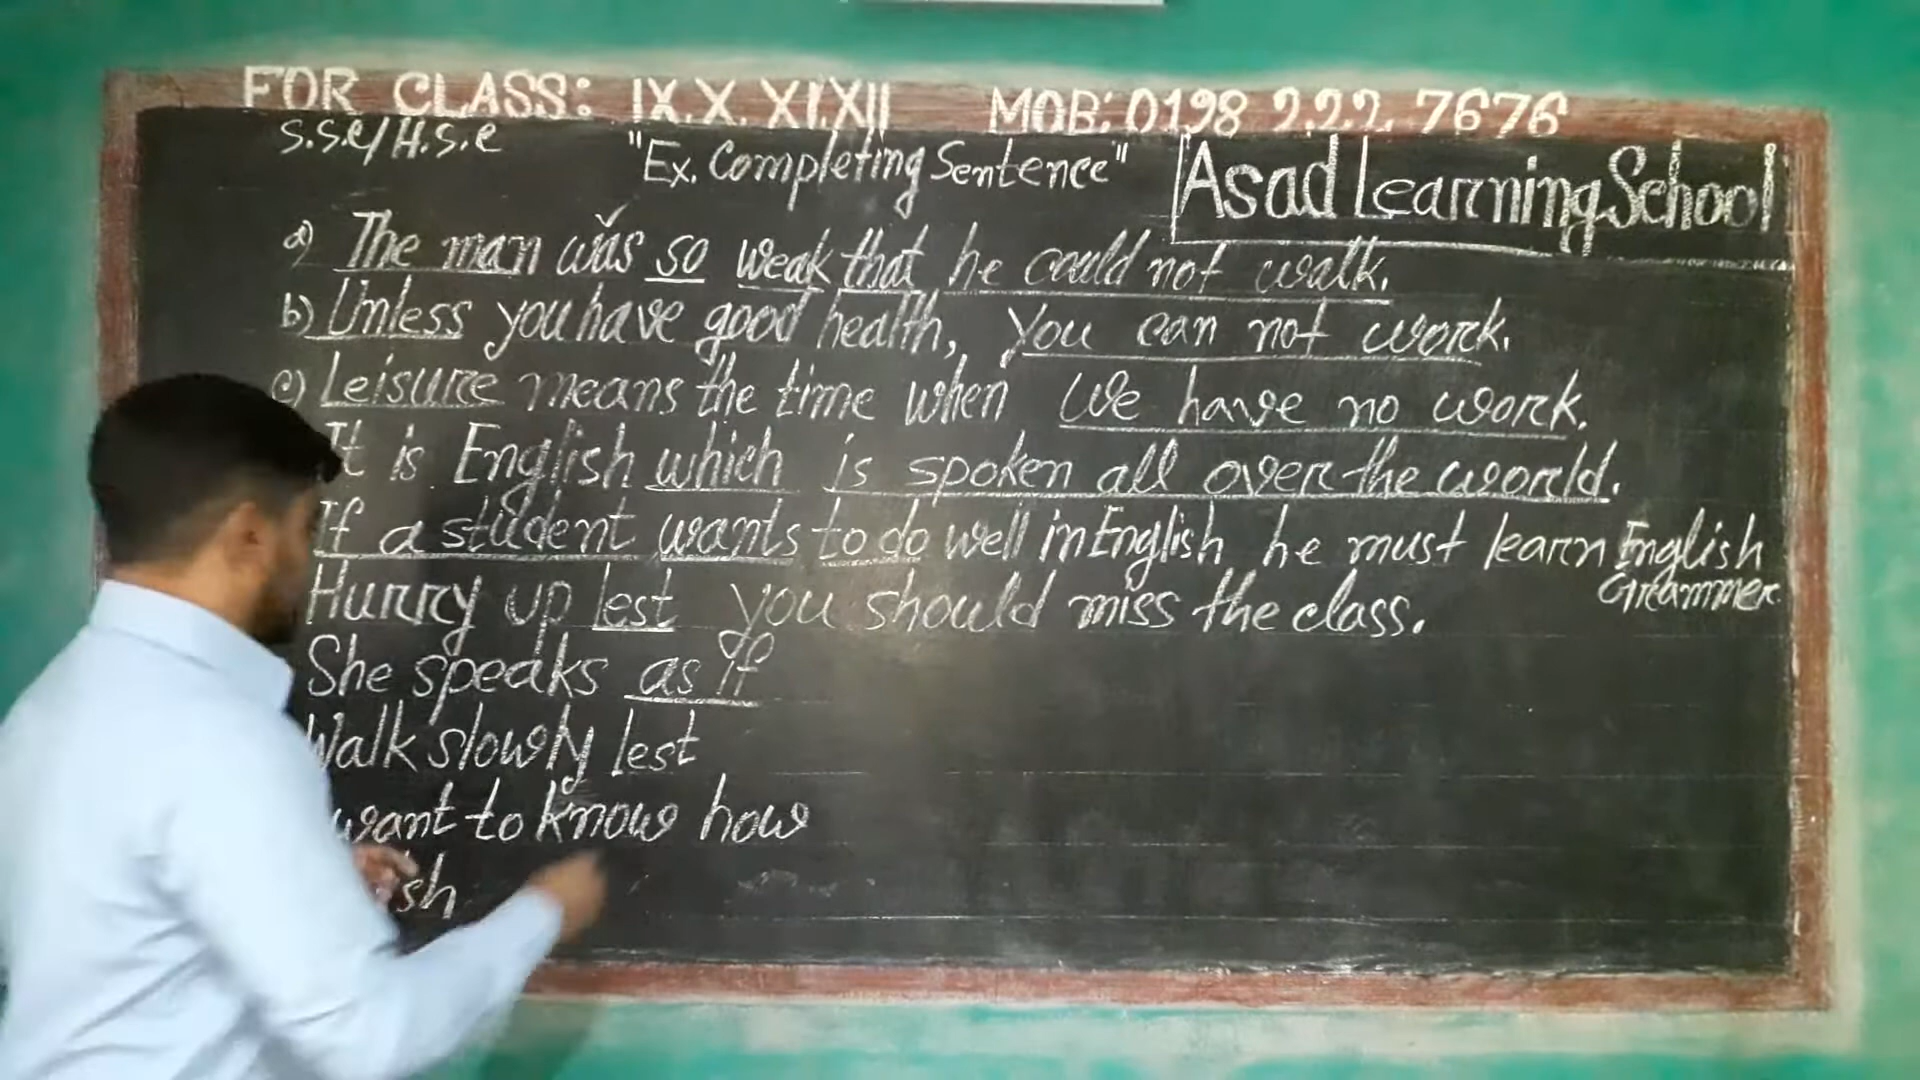 FOR CLASS: IX.X. XI.XII MOB: 0198 222 7676
S.S.C/H.S.C "Ex. Completing Sentence" Asad Learning School
a) The man was so weak that he could not walk.
b) Unless you have good health, you can not work.
c) Leisure means the time when We have no work.
It is English which is spoken all over the world.
If a student wants to do well in English, he must learn English
Grammer.
Hurry up lest you should miss the class.
She speaks as if
Walk slowly lest
want to know how
sh